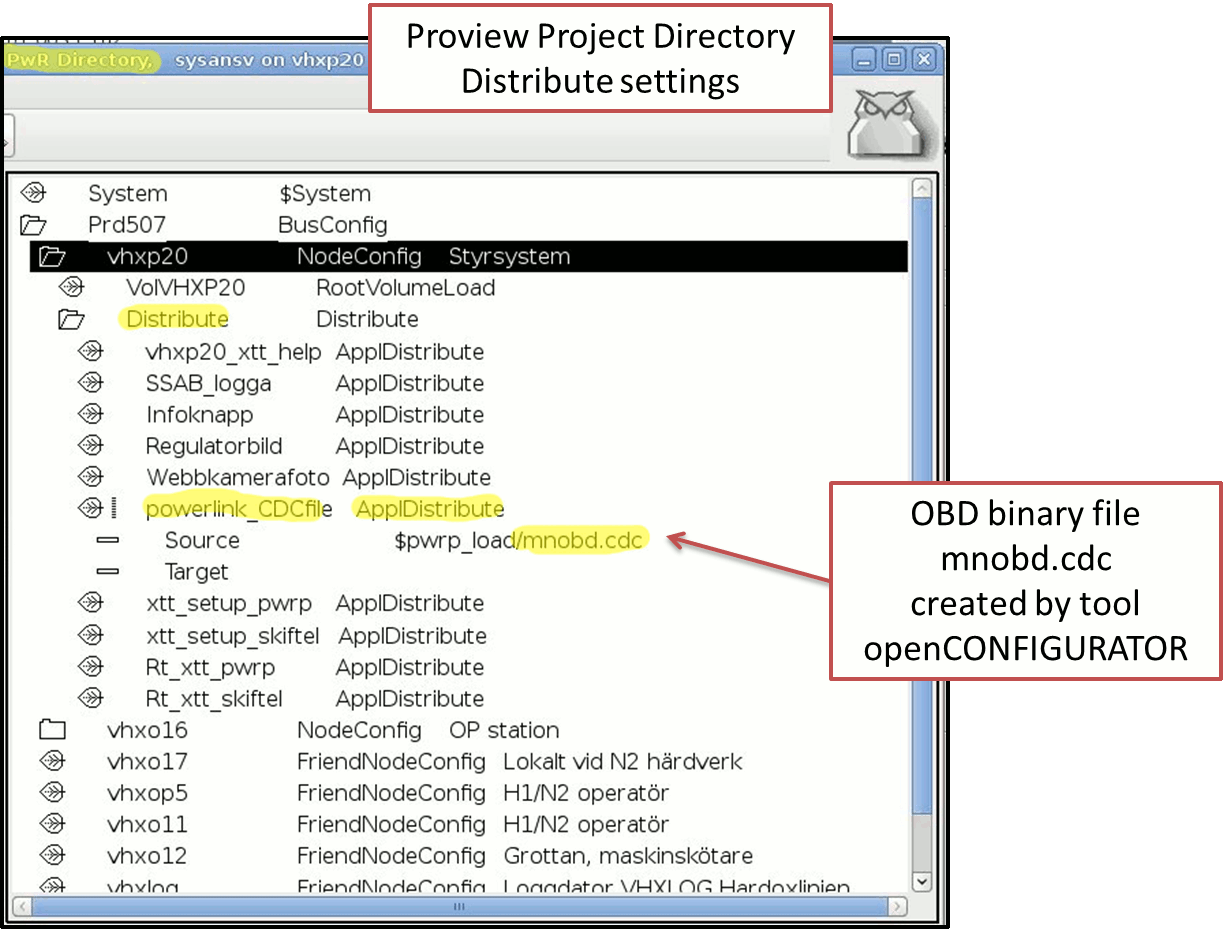 Proview Project Directory
Distribute settings
PwR Directory, sysansv on vhxp20
System $System
Prd507 BusConfig
vhxp20 NodeConfig Styrsystem
VolVHXP20 RootVolumeLoad
Distribute Distribute
vhxp20_xtt_help ApplDistribute
SSAB_logga ApplDistribute
Infoknapp ApplDistribute
Regulatorbild ApplDistribute
Webbkamerafoto ApplDistribute
powerlink_CDCfile ApplDistribute
Source $pwrp_load/mnobd.cdc
Target
xtt_setup_pwrp ApplDistribute
xtt_setup_skiftel ApplDistribute
Rt_xtt_pwrp ApplDistribute
Rt_xtt_skiftel ApplDistribute
vhxo16 NodeConfig OP station
vhxo17 FriendNodeConfig Lokalt vid N2 härdverk
vhxop5 FriendNodeConfig H1/N2 operatör
vhxo11 FriendNodeConfig H1/N2 operatör
vhxo12 FriendNodeConfig Grottan, maskinskötare
vhxlog FriendNodeConfig Loggdator VHXLOG Hardoxlinjen
OBD binary file
mnobd.cdc
created by tool
openCONFIGURATOR